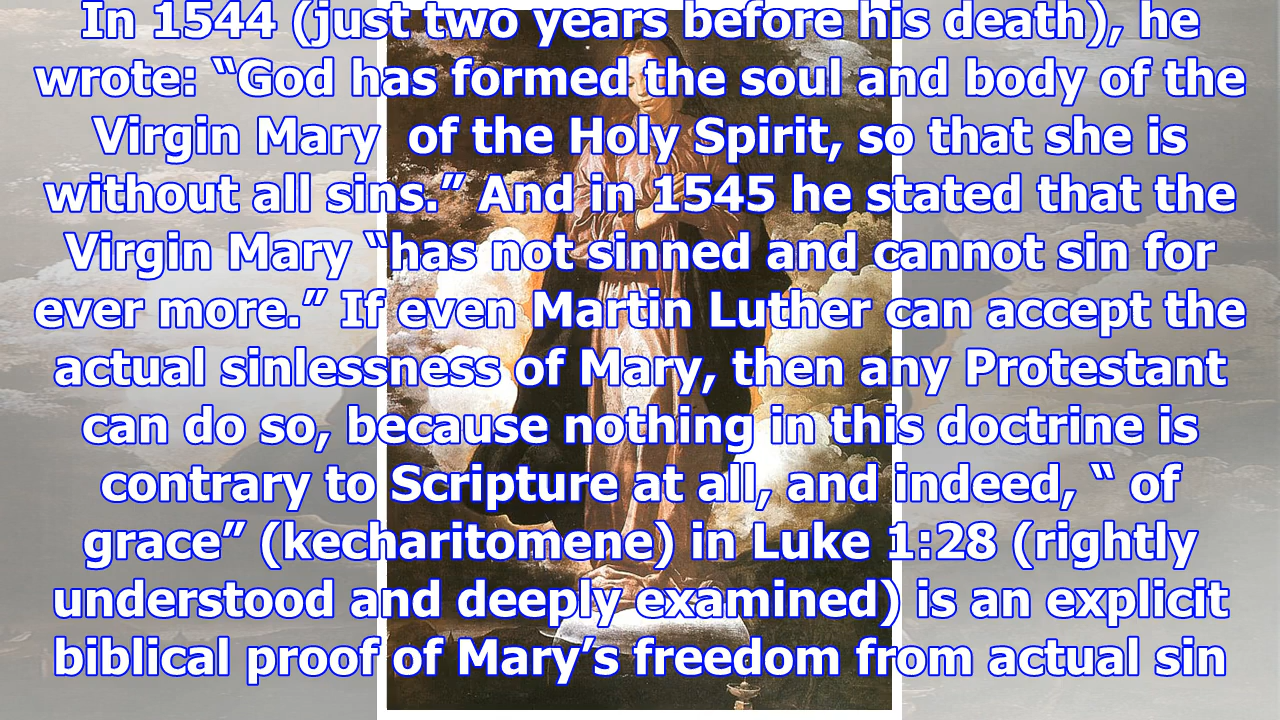 In 1544 (just two years before his death), he
wrote: “God has formed the soul and body of the
Virgin Mary  of the Holy Spirit, so that she is
without all sins.” And in 1545 he stated that the
Virgin Mary “has not sinned and cannot sin for
ever more.” If even Martin Luther can accept the
actual sinlessness of Mary, then any Protestant
can do so, because nothing in this doctrine is
contrary to Scripture at all, and indeed, “ of
grace” (kecharitomene) in Luke 1:28 (rightly
understood and deeply examined) is an explicit
biblical proof of Mary’s freedom from actual sin